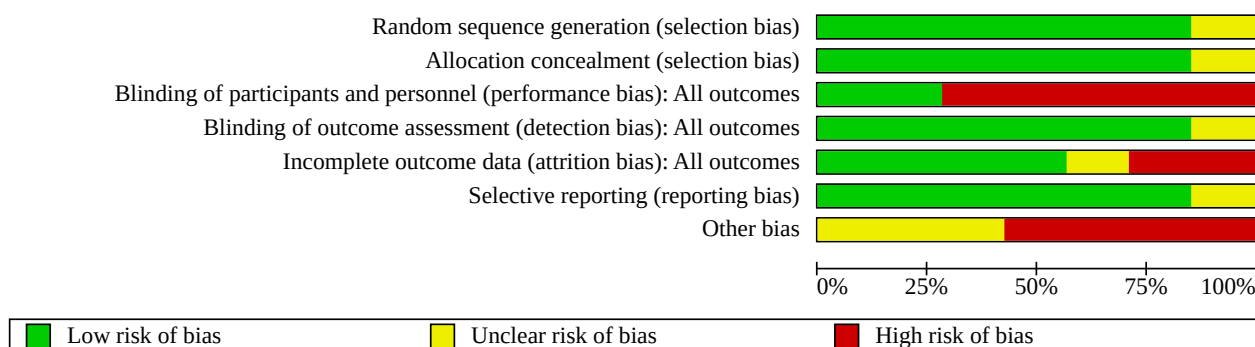 Random sequence generation (selection bias)
Allocation concealment (selection bias)
Blinding of participants and personnel (performance bias): All outcomes
Blinding of outcome assessment (detection bias): All outcomes
Incomplete outcome data (attrition bias): All outcomes
Selective reporting (reporting bias)
Other bias
0% 25% 50% 75% 100%
Low risk of bias Unclear risk of bias High risk of bias